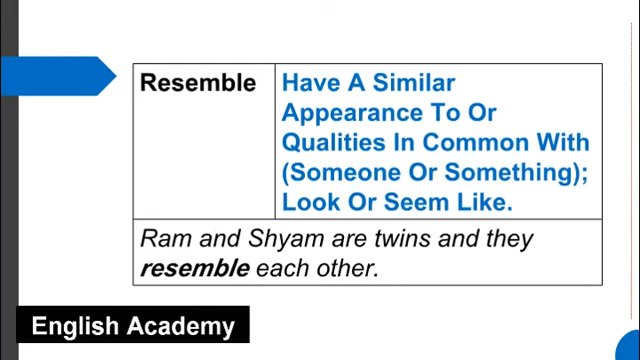 Resemble
Have A Similar
Appearance To Or
Qualities In Common With
(Someone Or Something);
Look Or Seem Like.
Ram and Shyam are twins and they
resemble each other.
English Academy